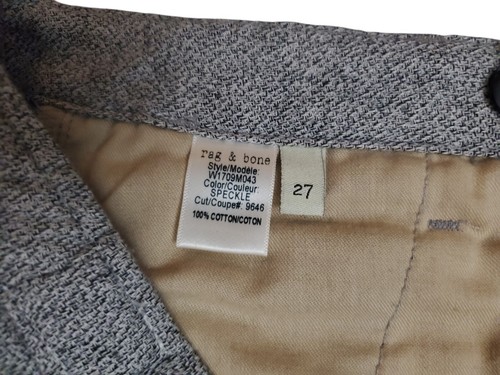 rag & bone
Style/Modèle:
W1709M043
Color/Couleur:
SPECKLE
Cut/Coupe#: 9646
100% COTTON/COTON
27